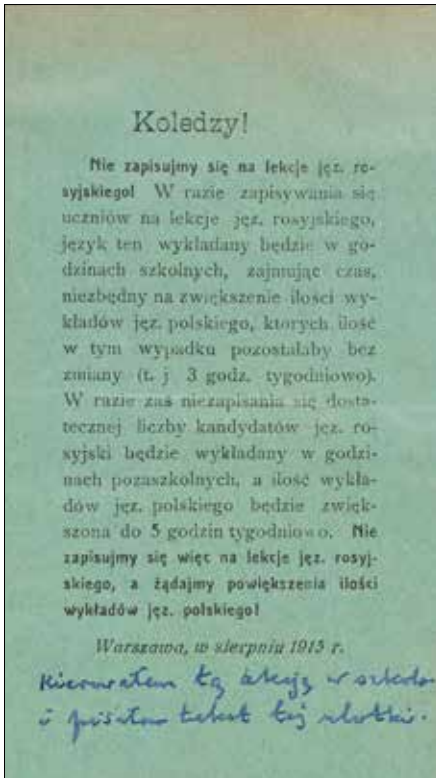 Koledzy!
Nie zapisujmy się na lekcje jęz. ro-
syjskiego! W razie zapisywania się
uczniów na lekcje jęz. rosyjskiego,
język ten wykładany będzie w go-
dzinach szkolnych, zajmując czas,
niezbędny na zwiększenie ilości wy-
kładów jęz. polskiego, ktorych ilość
w tym wypadku pozostałaby bez
zmiany (t. j 3 godz. tygodniowo).
W razie zaś niezapisania się dosta-
tecznej liczby kandydatów jęz. ro-
syjski będzie wykładany w godzi-
nach pozaszkolnych, a ilość wykła-
dów jęz. polskiego będzie zwięk-
szona do 5 godzin tygodniowo. Nie
zapisujmy się więc na lekcje jęz. rosyj-
skiego, a żądajmy powiększenia ilości
wykładów jęz. polskiego!
Warszawa, w sierpniu 1915 r.
Kierowałem tą akcją w szkole
i pisałem tekst tej ulotki.